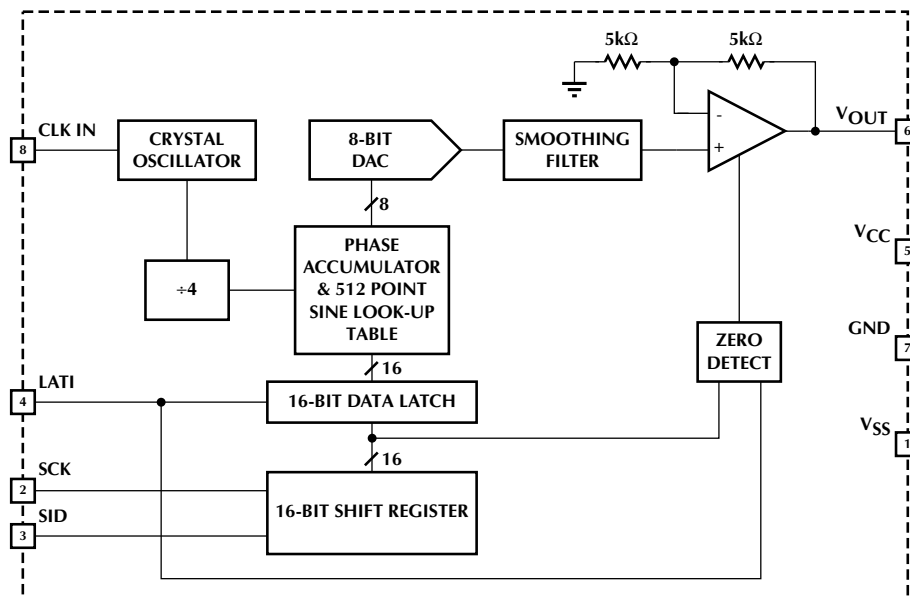 5kΩ
5kΩ
CLK IN
8
CRYSTAL
OSCILLATOR
8-BIT
DAC
SMOOTHING
FILTER
-
+
VOUT
6
8
PHASE
ACCUMULATOR
& 512 POINT
SINE LOOK-UP
TABLE
÷4
VCC
5
GND
7
ZERO
DETECT
16
LATI
4
16-BIT DATA LATCH
VSS
1
16
SCK
2
16-BIT SHIFT REGISTER
SID
3